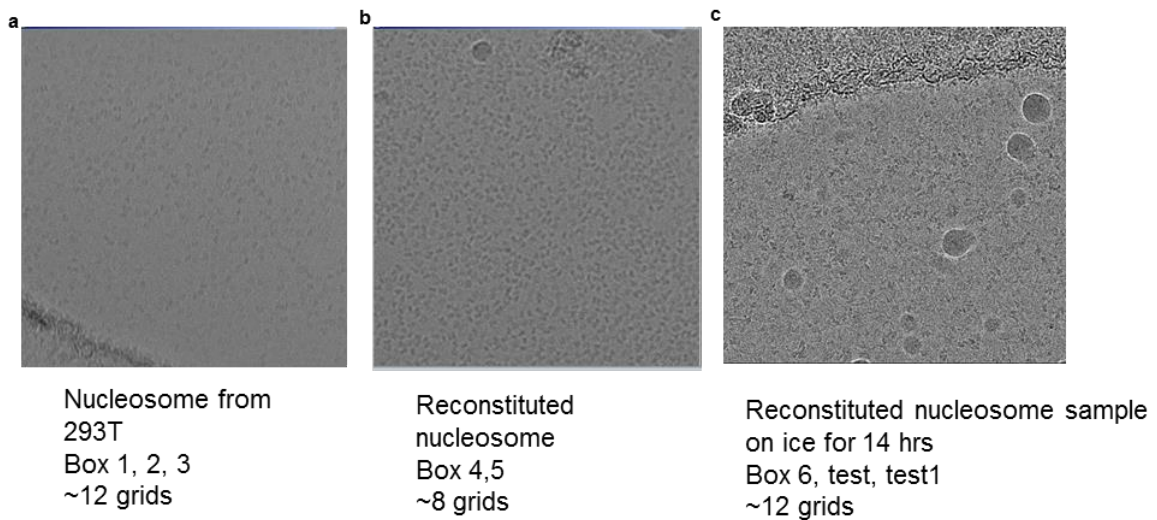 a
b
c
Nucleosome from
293T
Box 1, 2, 3
~12 grids
Reconstituted
nucleosome
Box 4,5
~8 grids
Reconstituted nucleosome sample
on ice for 14 hrs
Box 6, test, test1
~12 grids